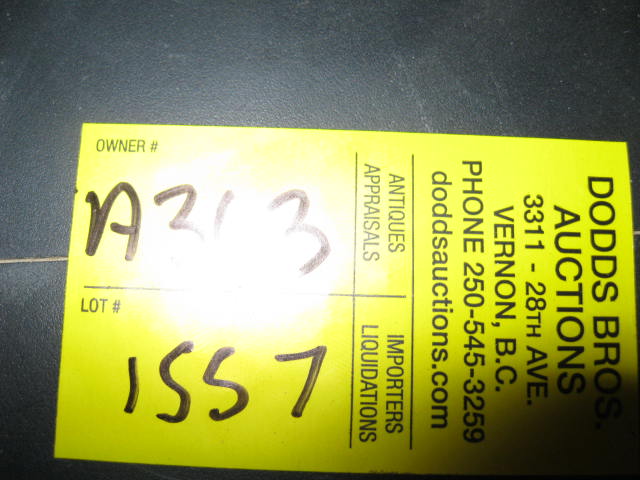 OWNER #
A363
LOT #
1557
ANTIQUES
APPRAISALS
IMPORTERS
LIQUIDATIONS
DODDS BROS.
AUCTIONS
3311 - 28TH AVE.
VERNON, B.C.
PHONE 250-545-3259
doddsauctions.com